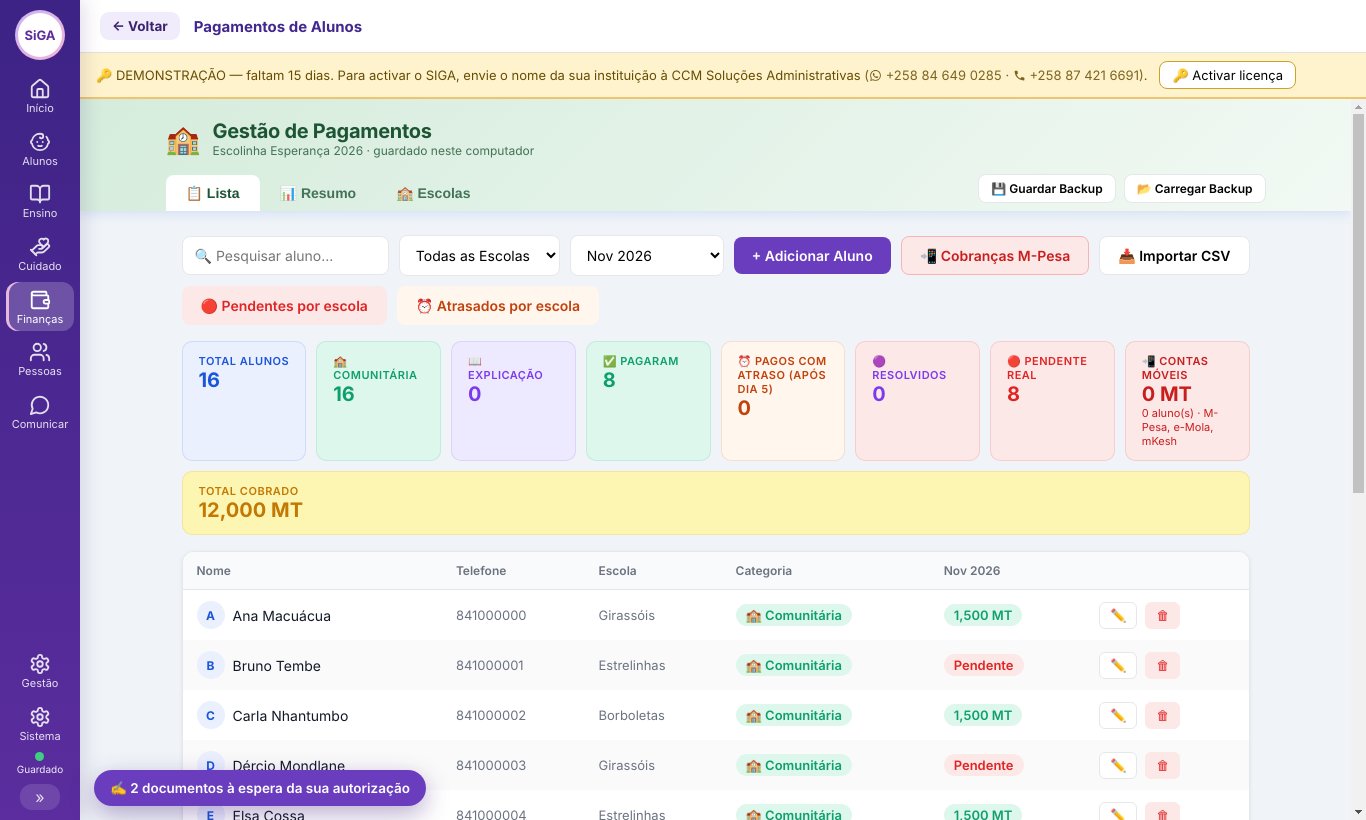 SiGA
← Voltar
Pagamentos de Alunos
🔑 DEMONSTRAÇÃO — faltam 15 dias. Para activar o SIGA, envie o nome da sua instituição à CCM Soluções Administrativas (+258 84 649 0285 · 📞 +258 87 421 6691).
🔑 Activar licença
Início
Alunos
Ensino
Cuidado
Finanças
Pessoas
Comunicar
Gestão
Sistema
Guardado
»
Gestão de Pagamentos
Escolinha Esperança 2026 · guardado neste computador
📋 Lista
📊 Resumo
🏫 Escolas
💾 Guardar Backup
📂 Carregar Backup
🔍 Pesquisar aluno...
Todas as Escolas
Nov 2026
+ Adicionar Aluno
📲 Cobranças M-Pesa
📥 Importar CSV
🔴 Pendentes por escola
⏰ Atrasados por escola
TOTAL ALUNOS
16
🏫
COMUNITÁRIA
16
📖
EXPLICAÇÃO
0
✅ PAGARAM
8
⏰ PAGOS COM
ATRASO (APÓS
DIA 5)
0
🟣
RESOLVIDOS
0
🔴 PENDENTE
REAL
8
📲 CONTAS
MÓVEIS
0 MT
0 aluno(s) · M-
Pesa, e-Mola,
mKesh
TOTAL COBRADO
12,000 MT
Nome Telefone Escola Categoria Nov 2026
A Ana Macuácua 841000000 Girassóis 🏫 Comunitária 1,500 MT
B Bruno Tembe 841000001 Estrelinhas 🏫 Comunitária Pendente
C Carla Nhantumbo 841000002 Borboletas 🏫 Comunitária 1,500 MT
D Dércio Mondlane 841000003 Girassóis 🏫 Comunitária Pendente
E Elsa Cossa 841000004 Estrelinhas 🏫 Comunitária 1,500 MT
✍ 2 documentos à espera da sua autorização